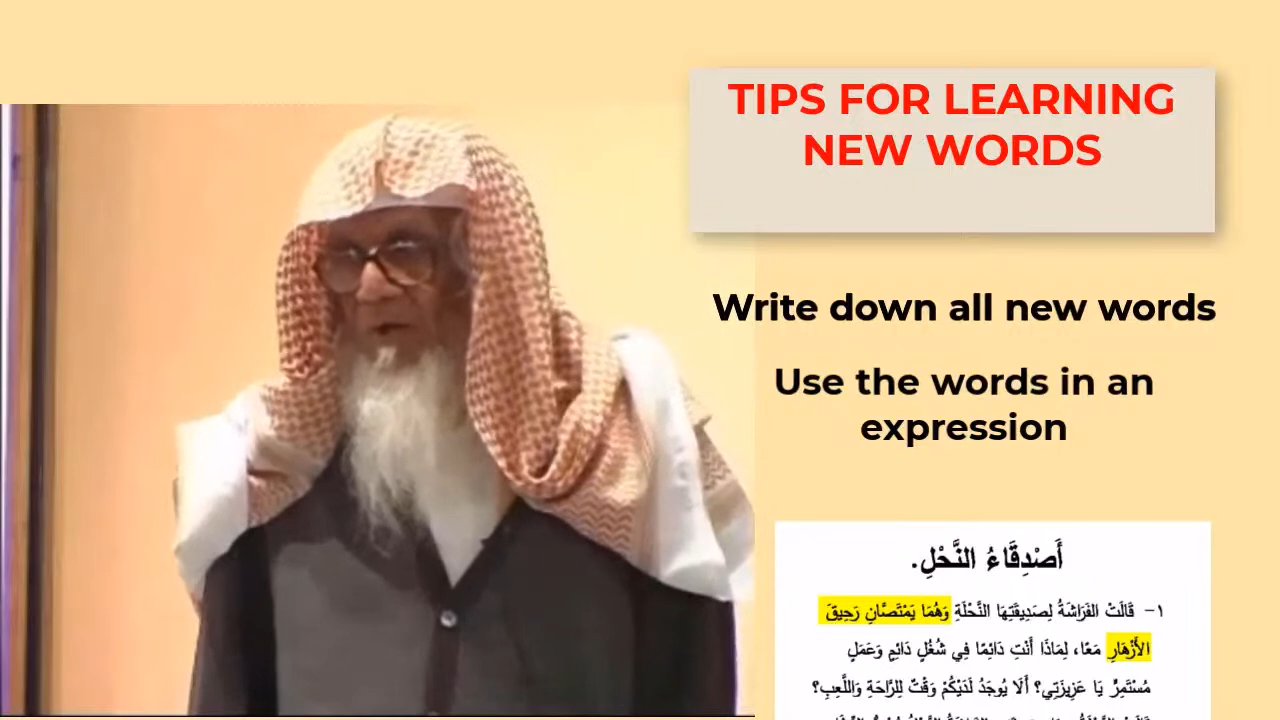 TIPS FOR LEARNING
NEW WORDS
Write down all new words
Use the words in an
expression
أَصْدِقَاءُ النَّحْلِ.
١– قَالَتْ الفَرَاشَةُ لِصَدِيقَتِهَا النَّحْلَةِ وَهُمَا يَمْتَصَّانِ رَحِيقَ
الأَزْهَارِ مَعًا، لِمَاذَا أَنْتِ دَائِمًا فِي شُغْلٍ دَائِمٍ وَعَمَلٍ
مُسْتَمِرٍّ يَا عَزِيزَتِي؟ أَلَا يُوجَدُ لَدَيْكُمْ وَقْتٌ لِلرَّاحَةِ وَاللَّعِبِ؟